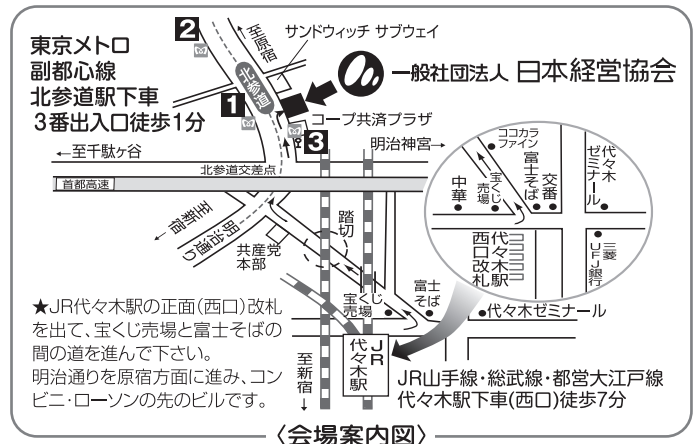 東京メトロ
副都心線
北参道駅下車
3番出入口徒歩1分
2
至原宿
サンドウィッチ サブウェイ
北参道
一般社団法人 日本経営協会
1
コープ共済プラザ
3
明治神宮→
←至千駄ヶ谷
北参道交差点
首都高速
至新宿
明治通り
共産党
本部
踏切
宝くじ
売場
富士
そば
代々木ゼミナール
ココカラ
ファイン
中華
宝くじ
売場
富士そば
交番
代々木
ゼミナール
代々木駅
西口改札
三菱
UFJ銀行
★JR代々木駅の正面(西口)改札
を出て、宝くじ売場と富士そばの
間の道を進んで下さい。
明治通りを原宿方面に進み、コン
ビニ・ローソンの先のビルです。
至新宿
JR
代々木駅
JR山手線・総武線・都営大江戸線
代々木駅下車(西口)徒歩7分
〈会場案内図〉